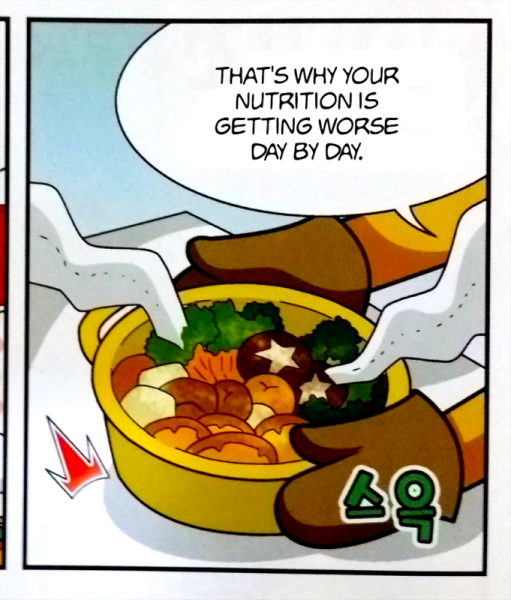 THAT'S WHY YOUR
NUTRITION IS
GETTING WORSE
DAY BY DAY.
스윽